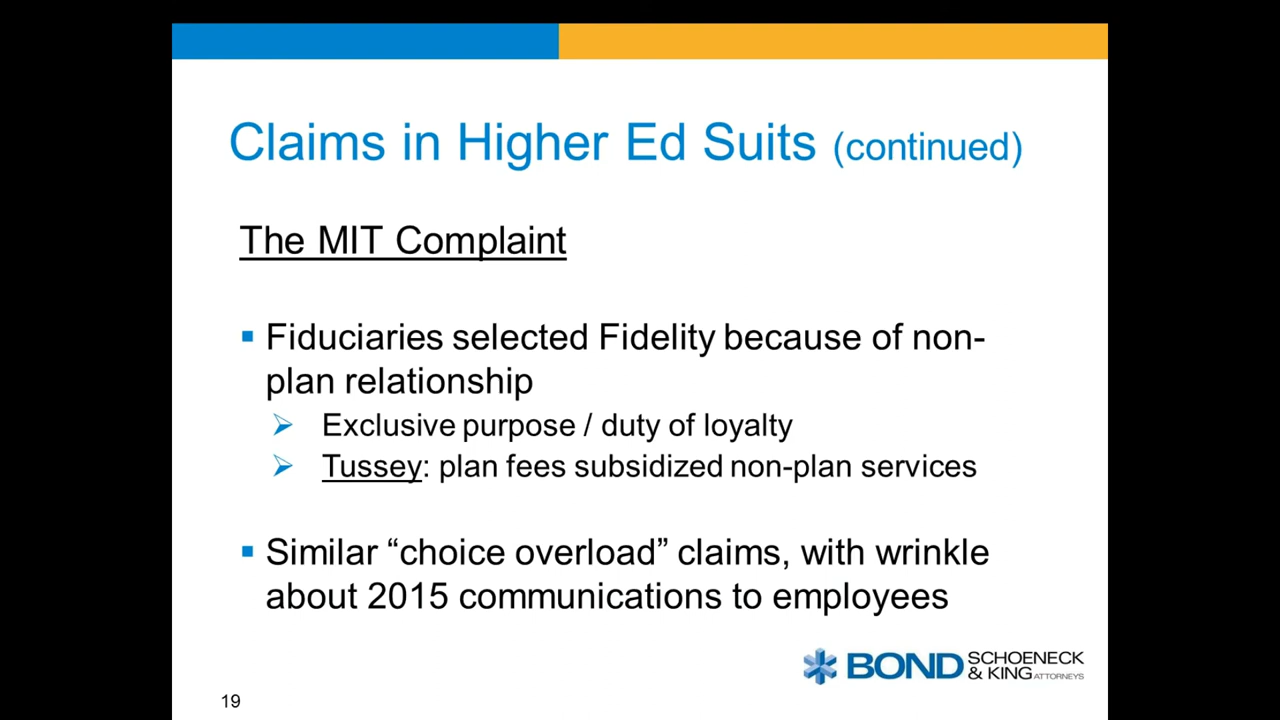 Claims in Higher Ed Suits (continued)
The MIT Complaint
Fiduciaries selected Fidelity because of non-
plan relationship
Exclusive purpose / duty of loyalty
Tussey: plan fees subsidized non-plan services
Similar “choice overload” claims, with wrinkle
about 2015 communications to employees
BOND SCHOENECK
& KING ATTORNEYS
19